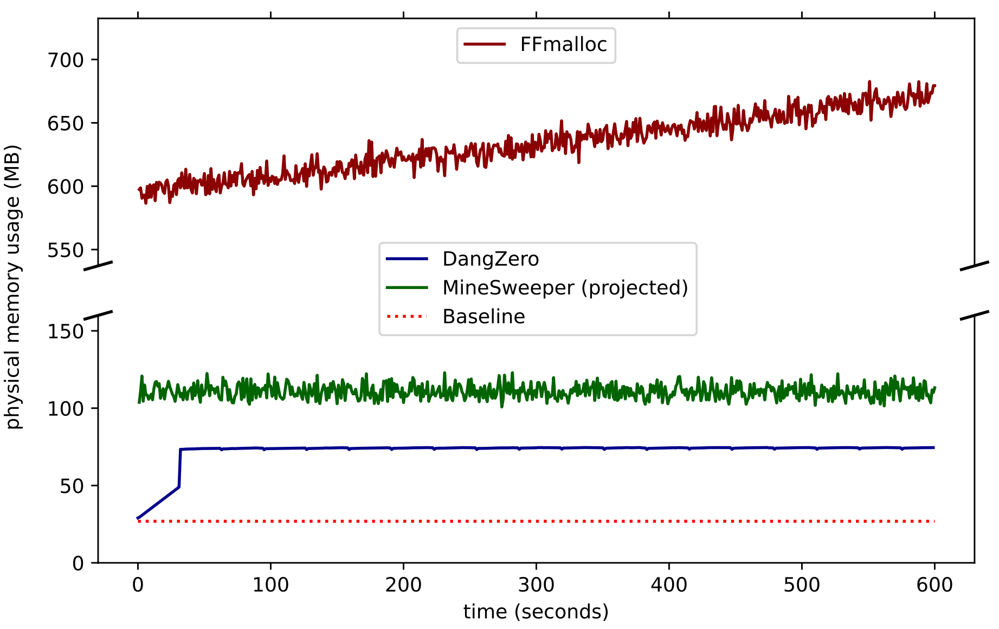 FFmalloc
700
650
600
550
DangZero
MineSweeper (projected)
Baseline
150
100
50
0
physical memory usage (MB)
0 100 200 300 400 500 600
time (seconds)